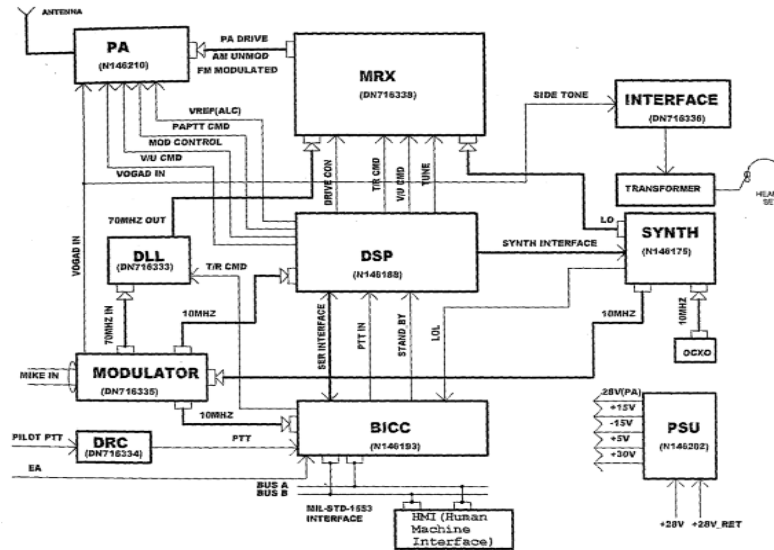 ANTENNA
PA
(N146210)
PA DRIVE
AM UNMOD
FM MODULATED
MRX
(DN716339)
VREF(ALC)
PAPTT CMD
MOD CONTROL
V/U CMD
VOGAD IN
SIDE TONE
INTERFACE
(DN716336)
TRANSFORMER
HEA
SET
DRIVE CON
T/R CMD
V/U CMD
TUNE
70MHZ OUT
VOGAD IN
DLL
(DN716333)
T/R CMD
DSP
(N146188)
SYNTH INTERFACE
LO
SYNTH
(N146175)
70MHZ IN
10MHZ
SER INTERFACE
PTT IN
STAND_BY
LOL
10MHZ
10MHZ
OCXO
MIKE IN
MODULATOR
(DN716335)
10MHZ
BICC
(N146193)
PILOT PTT
DRC
(DN716334)
PTT
EA
BUS A
BUS B
MIL-STD-1553
INTERFACE
HMI(Human
Machine
Interface)
28V(PA)
+15V
-15V
+5V
+30V
PSU
(N146202)
+28V
+28V_RET